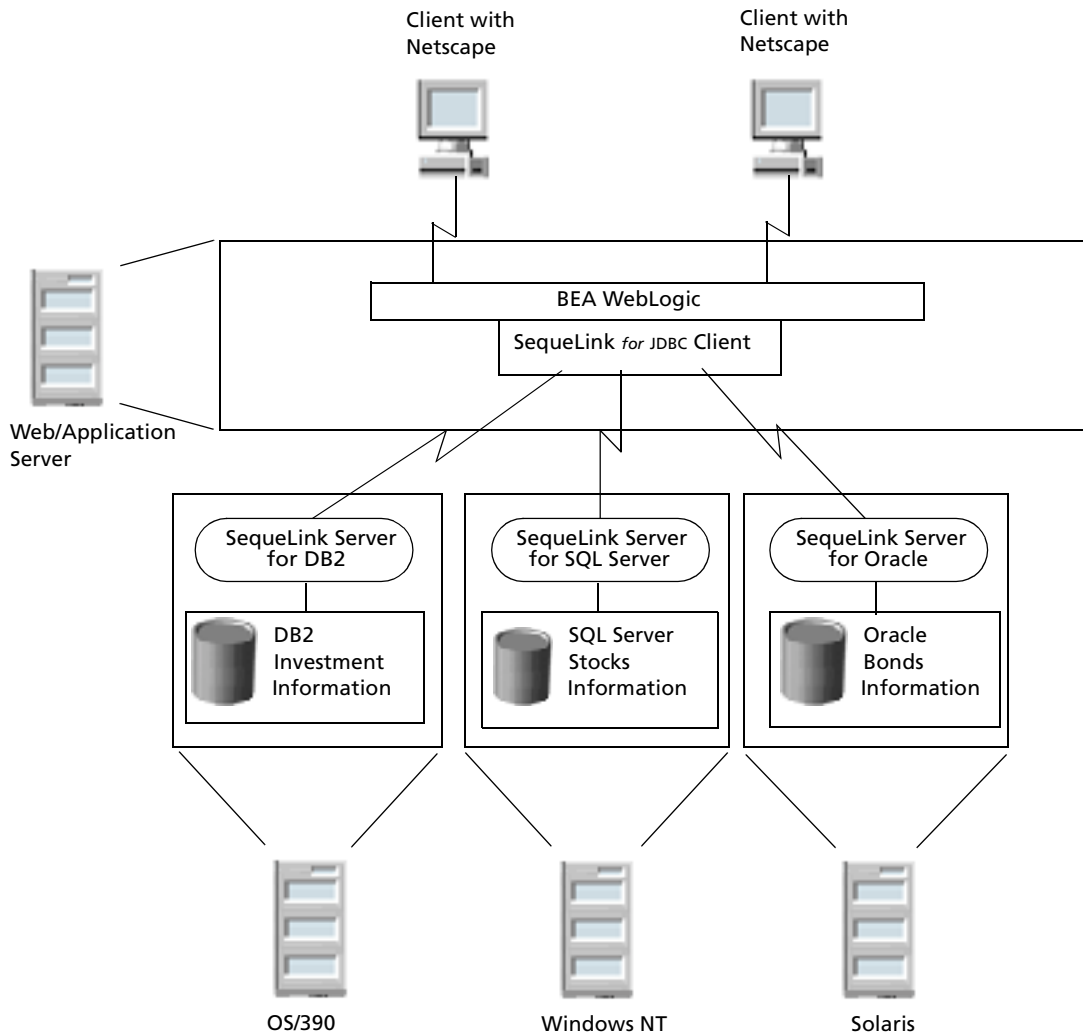 Client with
Netscape
Client with
Netscape
BEA WebLogic
SequeLink for JDBC Client
Web/Application
Server
SequeLink Server
for DB2
SequeLink Server
for SQL Server
SequeLink Server
for Oracle
DB2
Investment
Information
SQL Server
Stocks
Information
Oracle
Bonds
Information
OS/390
Windows NT
Solaris